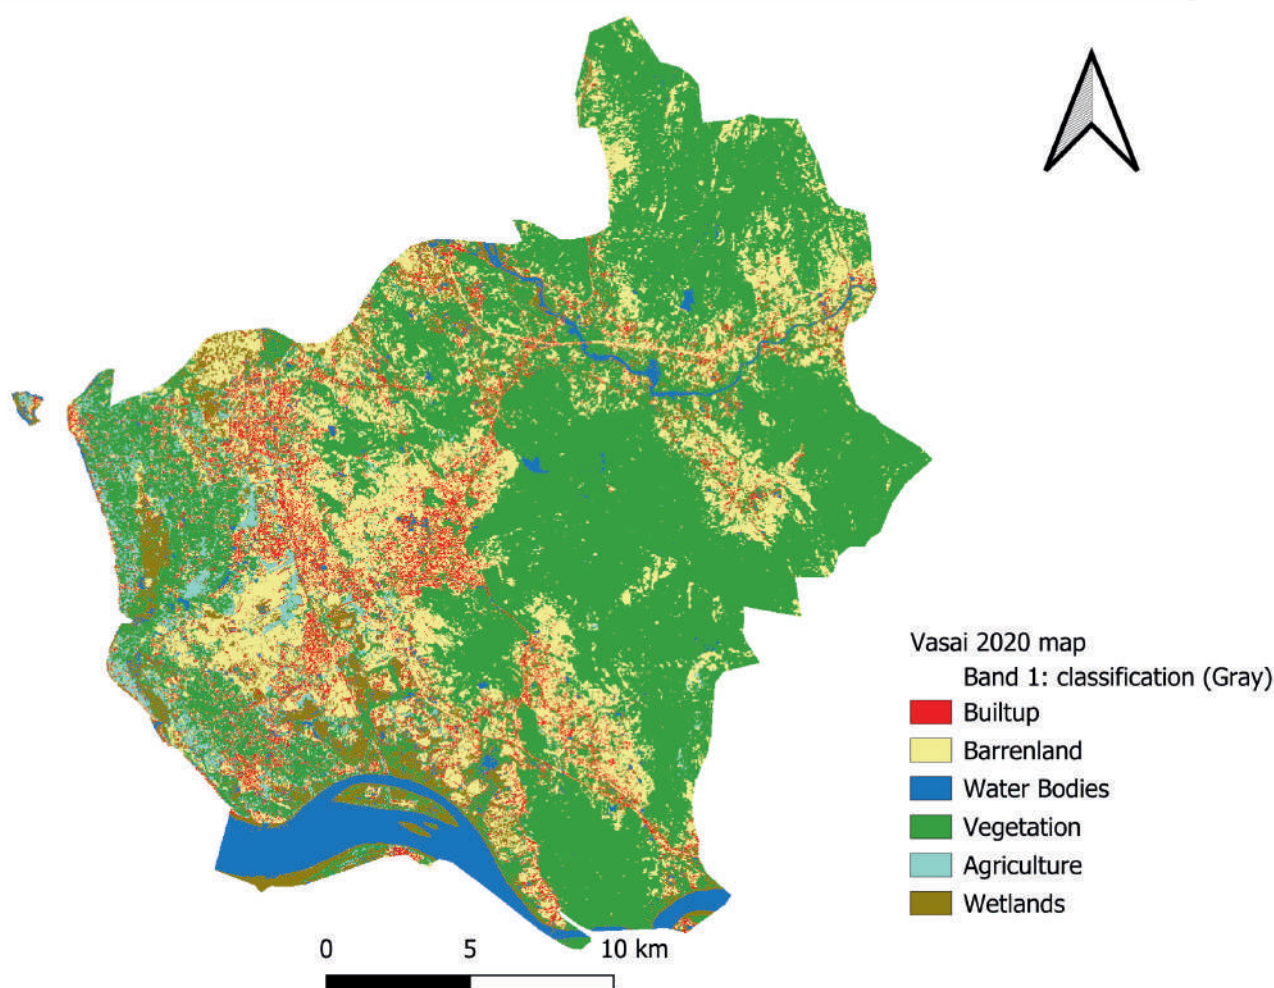 Vasai 2020 map
Band 1: classification (Gray)
Builtup
Barrenland
Water Bodies
Vegetation
Agriculture
Wetlands
0 5 10 km